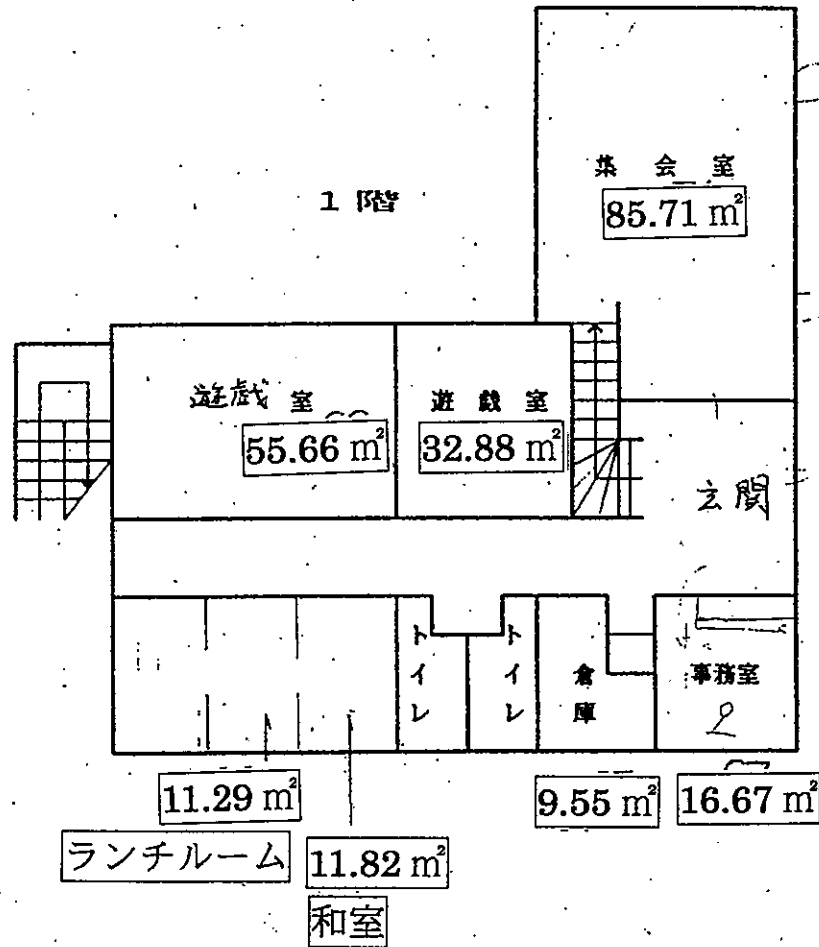 集会室
85.71 m²
1 階
遊戯室
55.66 m²
遊戯室
32.88 m²
玄関
トイレ
トイレ
倉庫
事務室
11.29 m²
9.55 m²
16.67 m²
ランチルーム
11.82 m²
和室